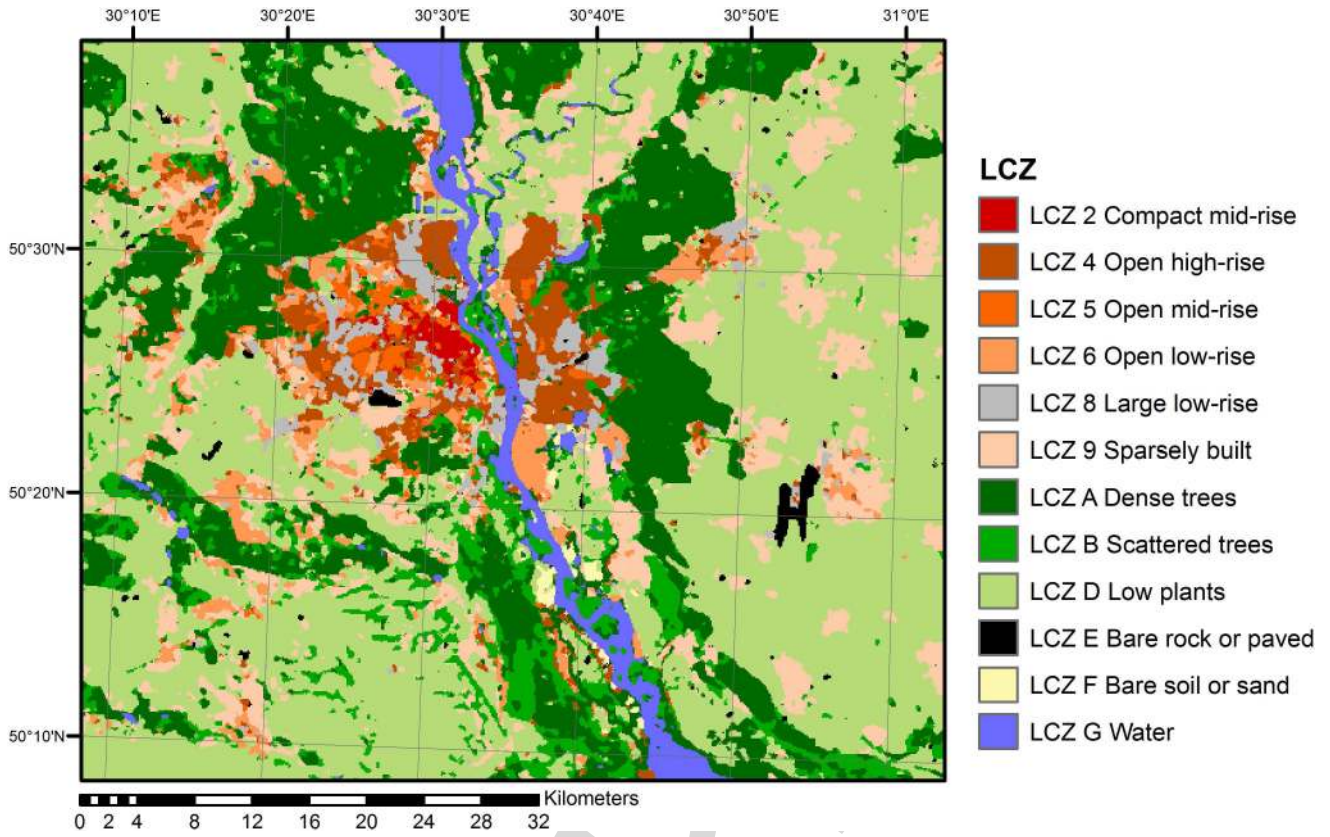 30°10'E 30°20'E 30°30'E 30°40'E 30°50'E 31°0'E
50°30'N
50°20'N
50°10'N
LCZ
LCZ 2 Compact mid-rise
LCZ 4 Open high-rise
LCZ 5 Open mid-rise
LCZ 6 Open low-rise
LCZ 8 Large low-rise
LCZ 9 Sparsely built
LCZ A Dense trees
LCZ B Scattered trees
LCZ D Low plants
LCZ E Bare rock or paved
LCZ F Bare soil or sand
LCZ G Water
Kilometers
0 2 4 8 12 16 20 24 28 32